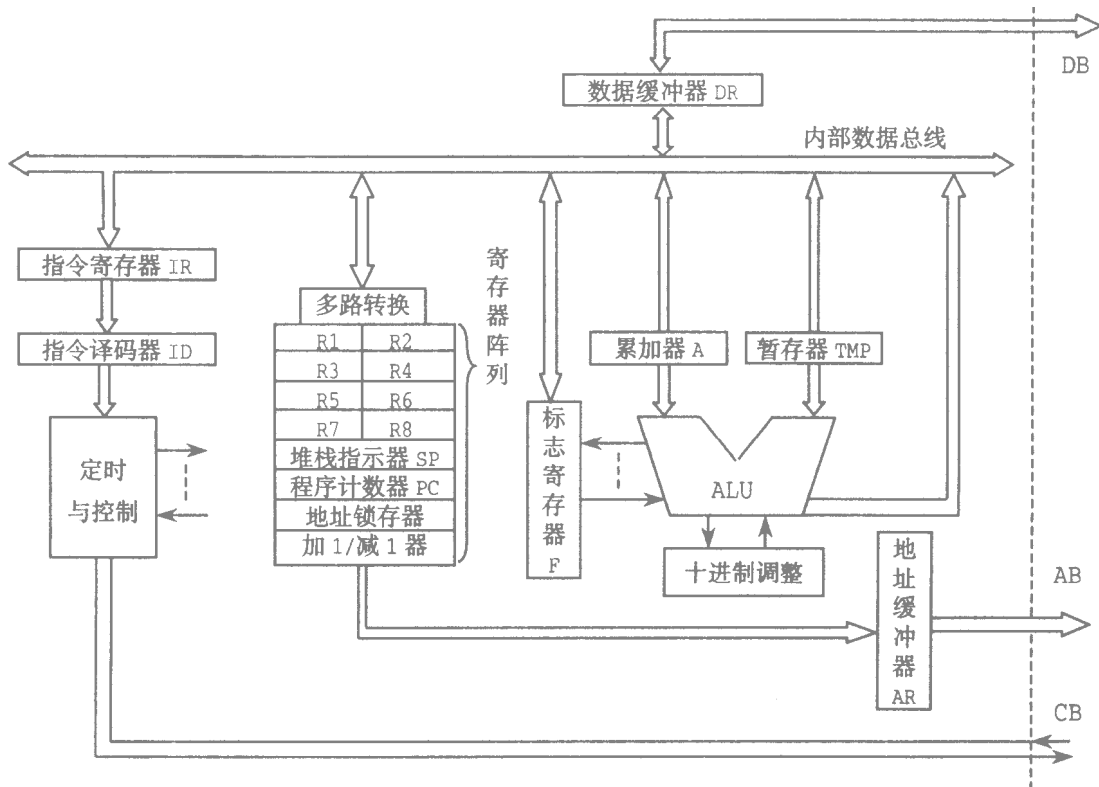 DB
数据缓冲器 DR
内部数据总线
指令寄存器 IR
指令译码器 ID
定时
与控制
多路转换
R1 R2
R3 R4
R5 R6
R7 R8
堆栈指示器 SP
程序计数器 PC
地址锁存器
加 1/减 1 器
寄存器阵列
累加器 A
暂存器 TMP
标志寄存器 F
ALU
十进制调整
地址缓冲器 AR
AB
CB